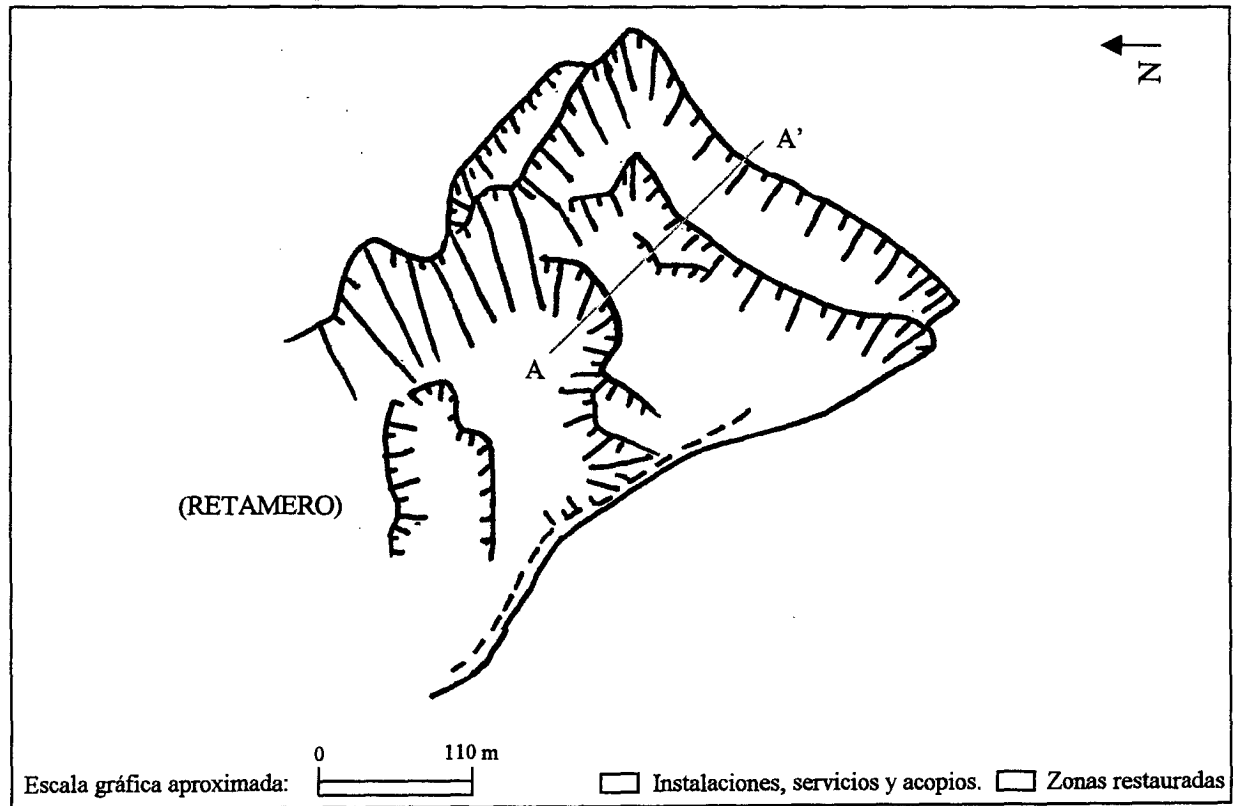 N
A'
A
(RETAMERO)
0 110 m
Escala gráfica aproximada: Instalaciones, servicios y acopios. Zonas restauradas